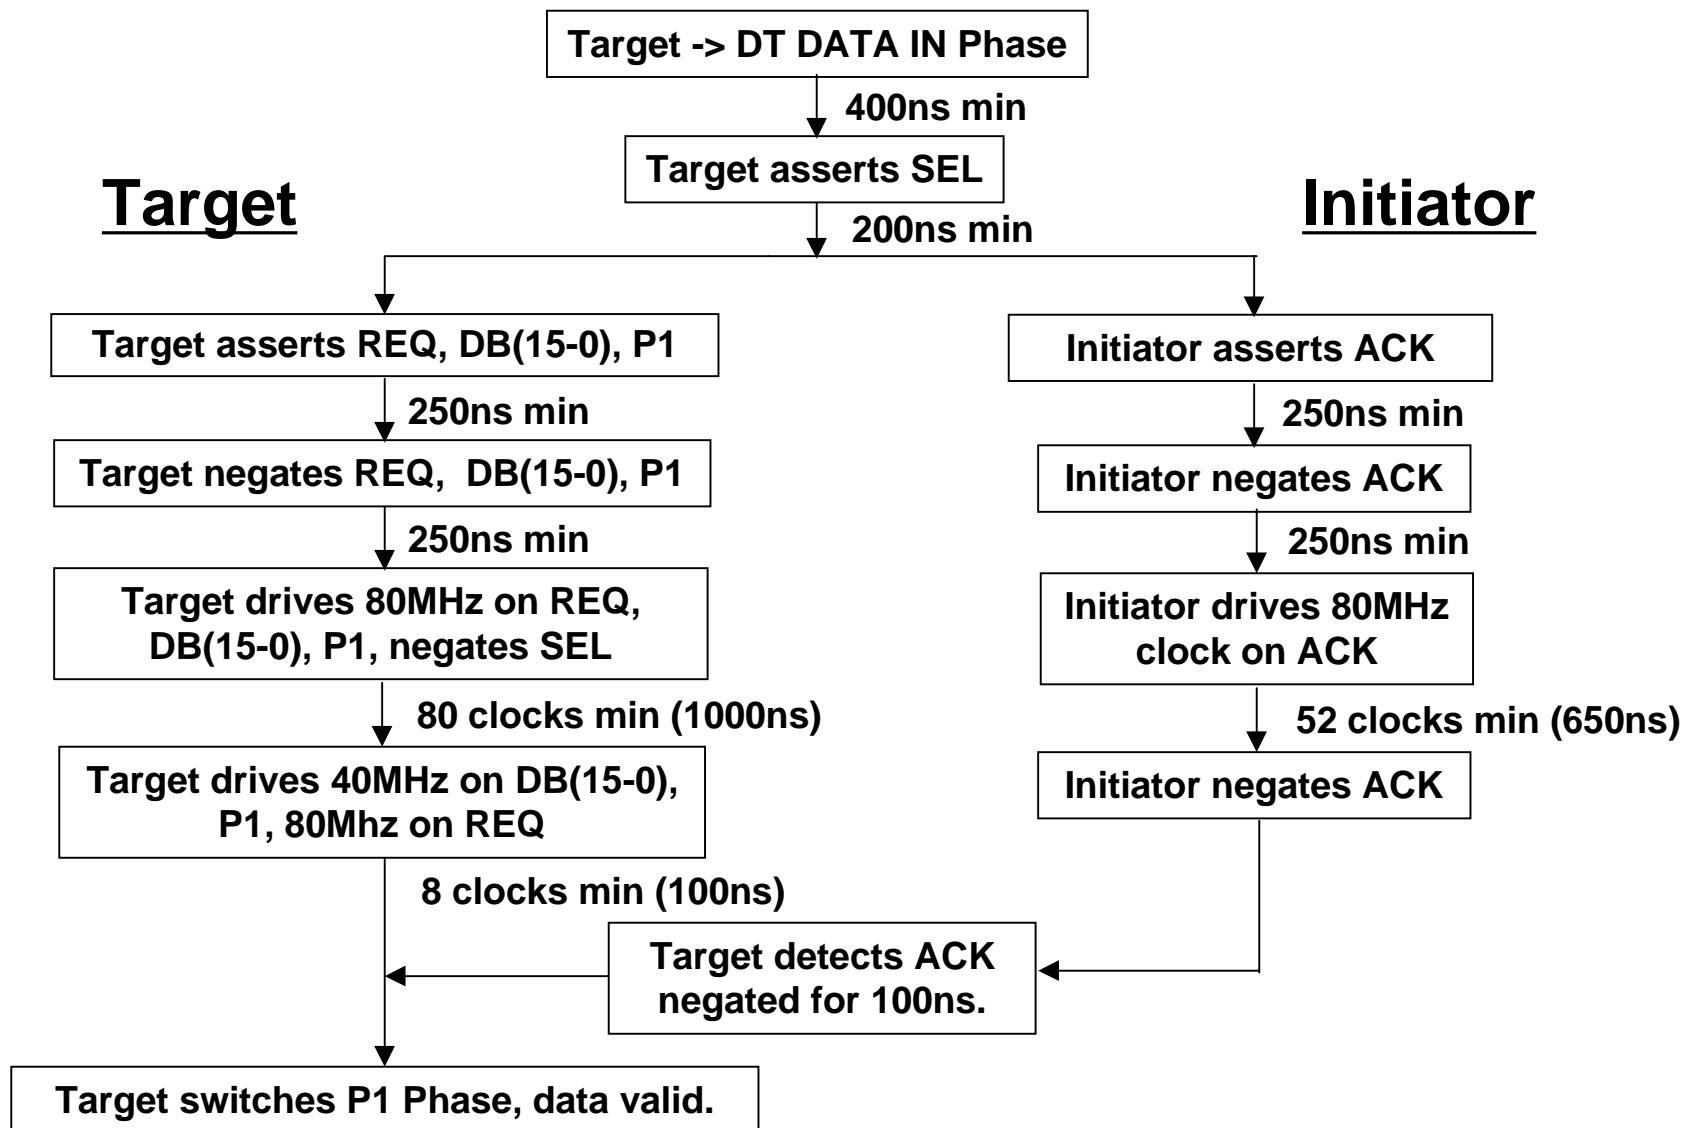 Target -> DT DATA IN Phase
400ns min
Target asserts SEL
200ns min
Target
Initiator
Target asserts REQ, DB(15-0), P1
250ns min
Target negates REQ,  DB(15-0), P1
250ns min
Target drives 80MHz on REQ,
DB(15-0), P1, negates SEL
80 clocks min (1000ns)
Target drives 40MHz on DB(15-0),
P1, 80Mhz on REQ
8 clocks min (100ns)
Initiator asserts ACK
250ns min
Initiator negates ACK
250ns min
Initiator drives 80MHz
clock on ACK
52 clocks min (650ns)
Initiator negates ACK
Target detects ACK
negated for 100ns.
Target switches P1 Phase, data valid.